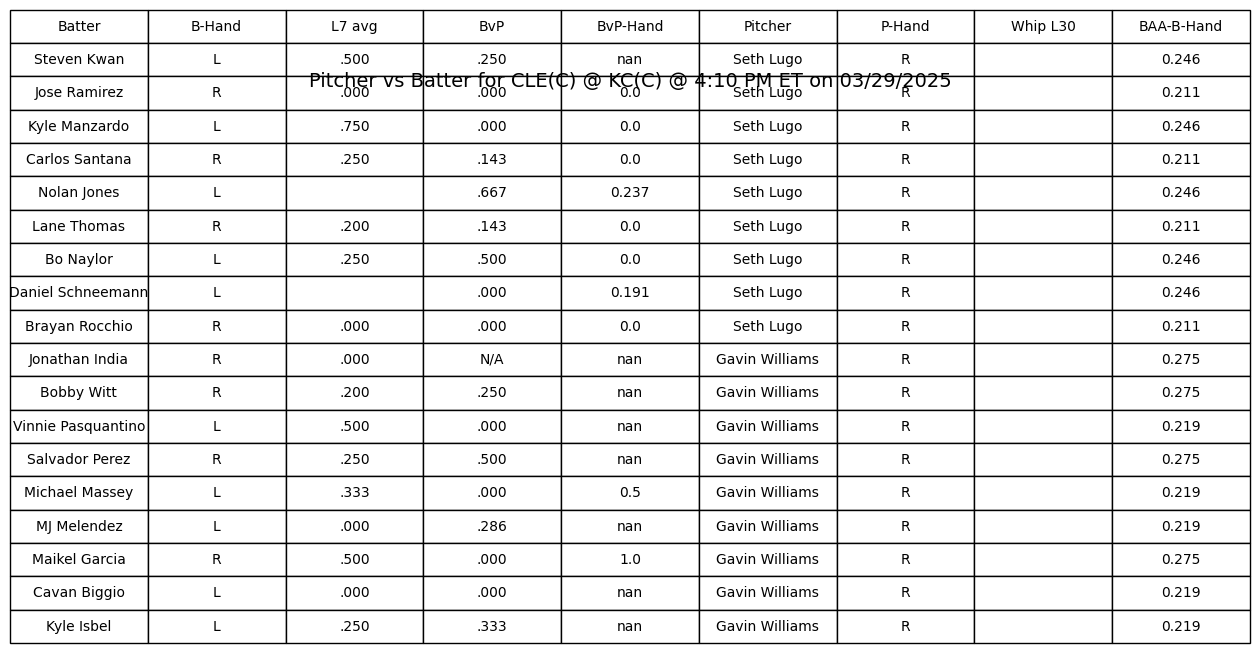 Batter B-Hand L7 avg BvP BvP-Hand Pitcher P-Hand Whip L30 BAA-B-Hand
Steven Kwan L .500 .250 nan Seth Lugo R 0.246
Pitcher vs Batter for CLE(C) @ KC(C) @ 4:10 PM ET on 03/29/2025
Jose Ramirez R .000 .000 0.0 Seth Lugo R 0.211
Kyle Manzardo L .750 .000 0.0 Seth Lugo R 0.246
Carlos Santana R .250 .143 0.0 Seth Lugo R 0.211
Nolan Jones L .667 0.237 Seth Lugo R 0.246
Lane Thomas R .200 .143 0.0 Seth Lugo R 0.211
Bo Naylor L .250 .500 0.0 Seth Lugo R 0.246
Daniel Schneemann L .000 0.191 Seth Lugo R 0.246
Brayan Rocchio R .000 .000 0.0 Seth Lugo R 0.211
Jonathan India R .000 N/A nan Gavin Williams R 0.275
Bobby Witt R .200 .250 nan Gavin Williams R 0.275
Vinnie Pasquantino L .500 .000 nan Gavin Williams R 0.219
Salvador Perez R .250 .500 nan Gavin Williams R 0.275
Michael Massey L .333 .000 0.5 Gavin Williams R 0.219
MJ Melendez L .000 .286 nan Gavin Williams R 0.219
Maikel Garcia R .500 .000 1.0 Gavin Williams R 0.275
Cavan Biggio L .000 .000 nan Gavin Williams R 0.219
Kyle Isbel L .250 .333 nan Gavin Williams R 0.219